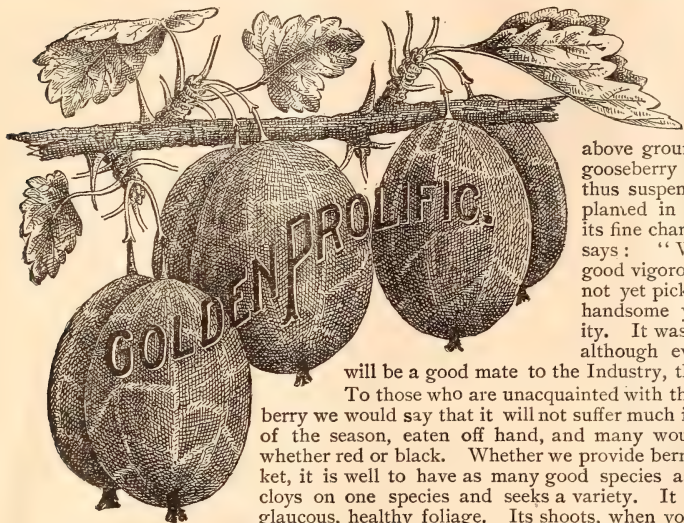 GOLDEN PROLIFIC.
above groun
gooseberry
thus suspen
planted in
its fine char
says : “ V
good vigoro
not yet pick
handsome y
ity. It was
although ev
will be a good mate to the Industry, th
To those who are unacquainted with th
berry we would say that it will not suffer much i
of the season, eaten off hand, and many wou
whether red or black. Whether we provide berr
ket, it is well to have as many good species a
cloys on one species and seeks a variety. It
glaucous, healthy foliage. Its shoots, when yo